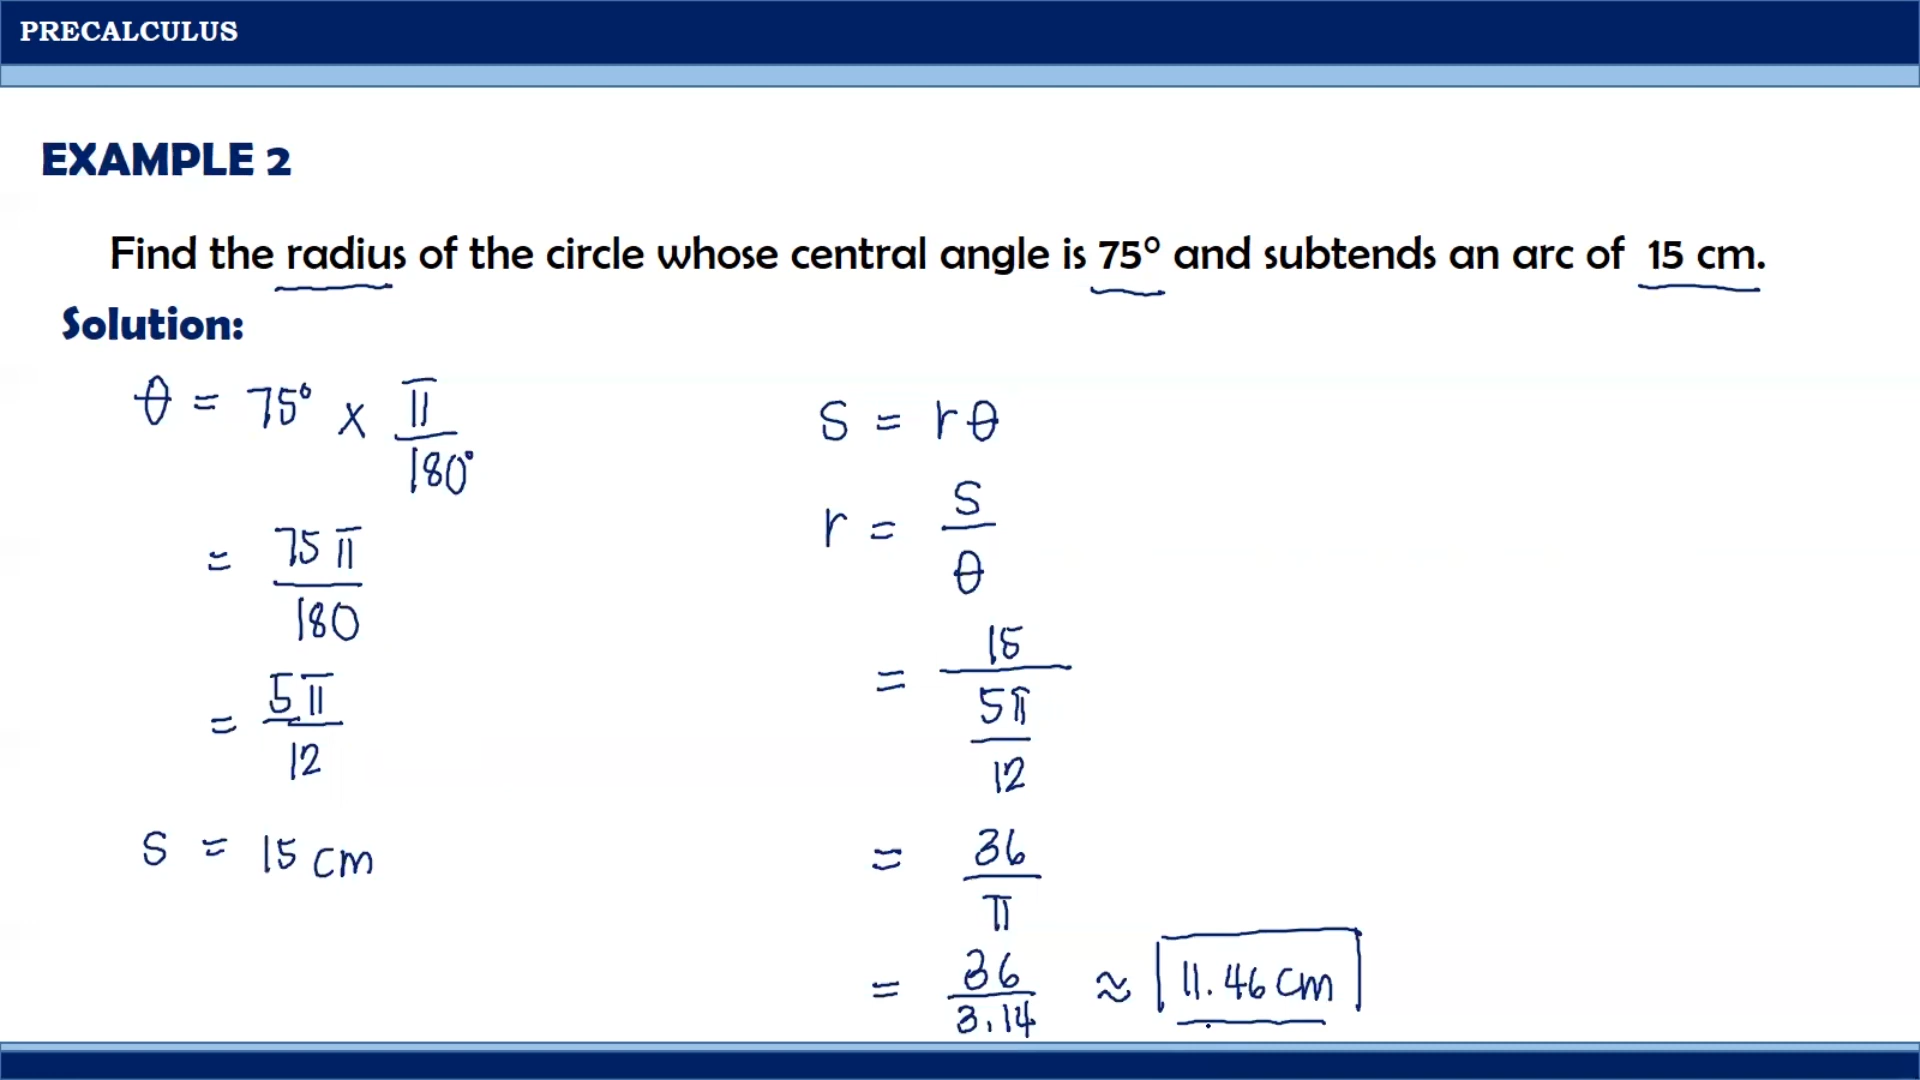 PRECALCULUS
EXAMPLE 2
Find the radius of the circle whose central angle is 75° and subtends an arc of 15 cm.
Solution:
θ = 75° x π/180°
= 75π/180
= 5π/12
s = 15 cm
s = rθ
r = s/θ
= 15/(5π/12)
= 36/π
= 36/3.14 ≈ 11.46 cm